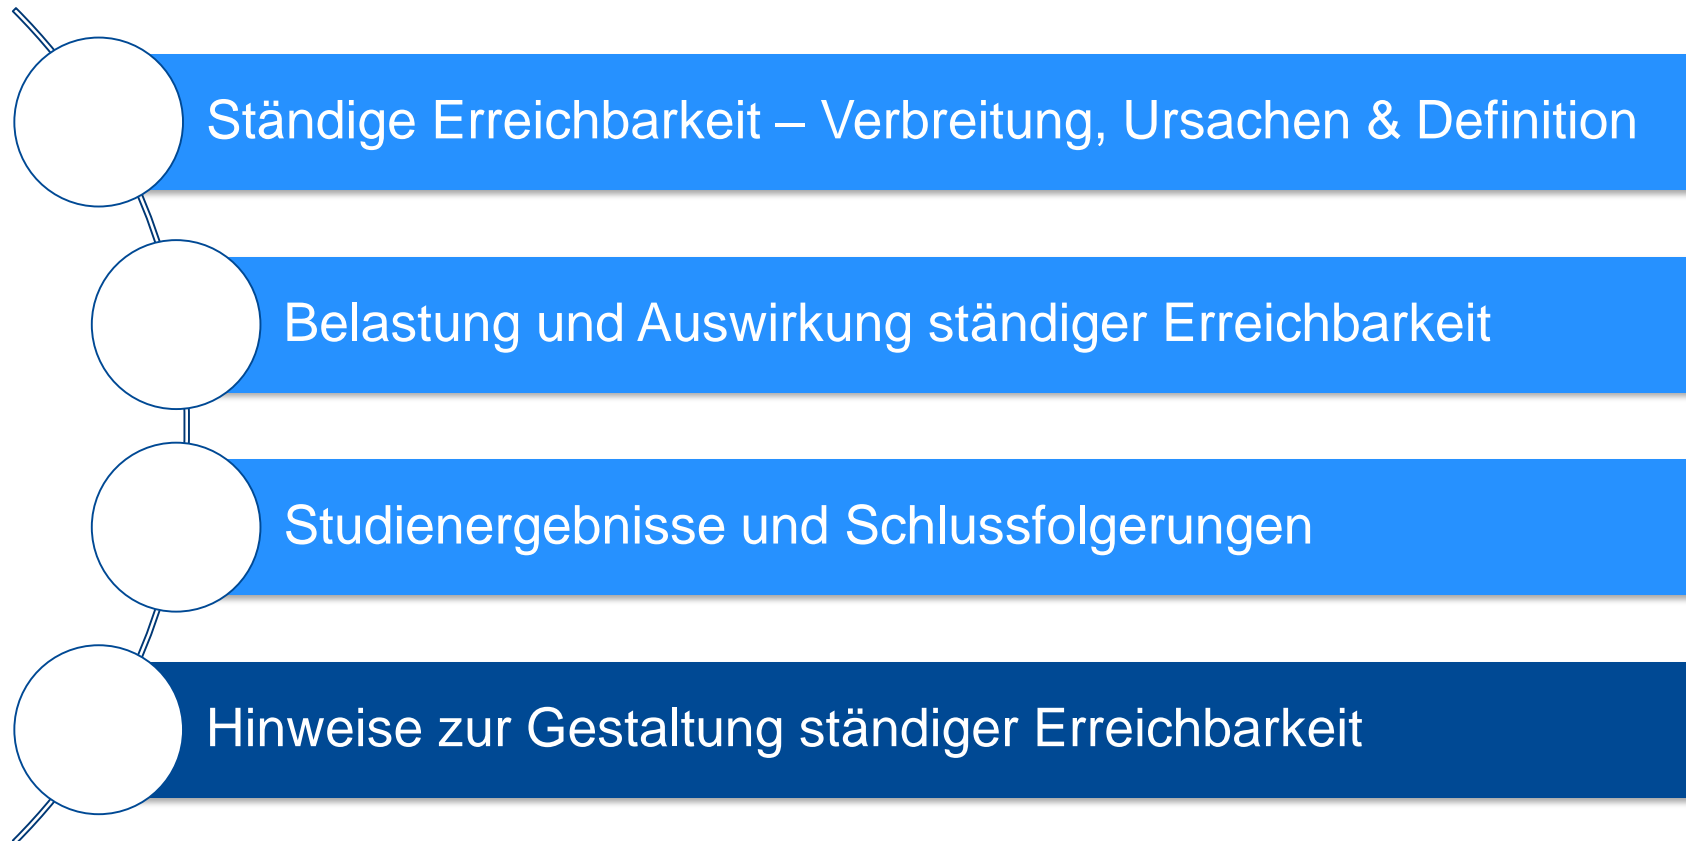 Ständige Erreichbarkeit – Verbreitung, Ursachen & Definition
Belastung und Auswirkung ständiger Erreichbarkeit
Studienergebnisse und Schlussfolgerungen
Hinweise zur Gestaltung ständiger Erreichbarkeit